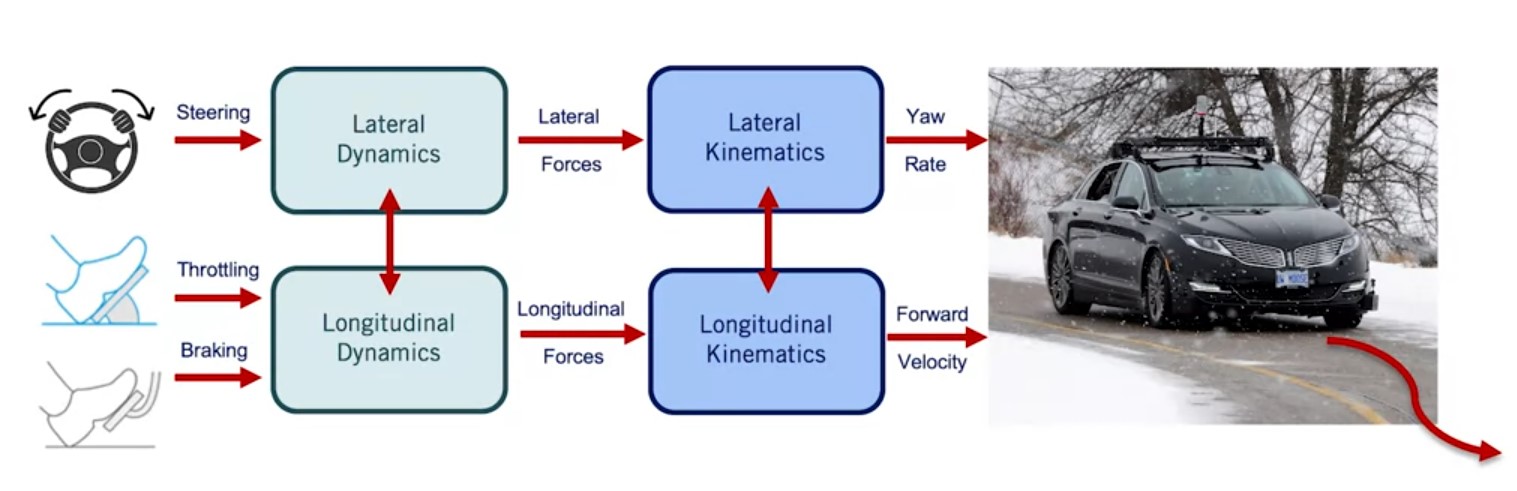 Steering
Lateral
Dynamics
Lateral
Forces
Lateral
Kinematics
Yaw
Rate
Throttling
Braking
Longitudinal
Dynamics
Longitudinal
Forces
Longitudinal
Kinematics
Forward
Velocity